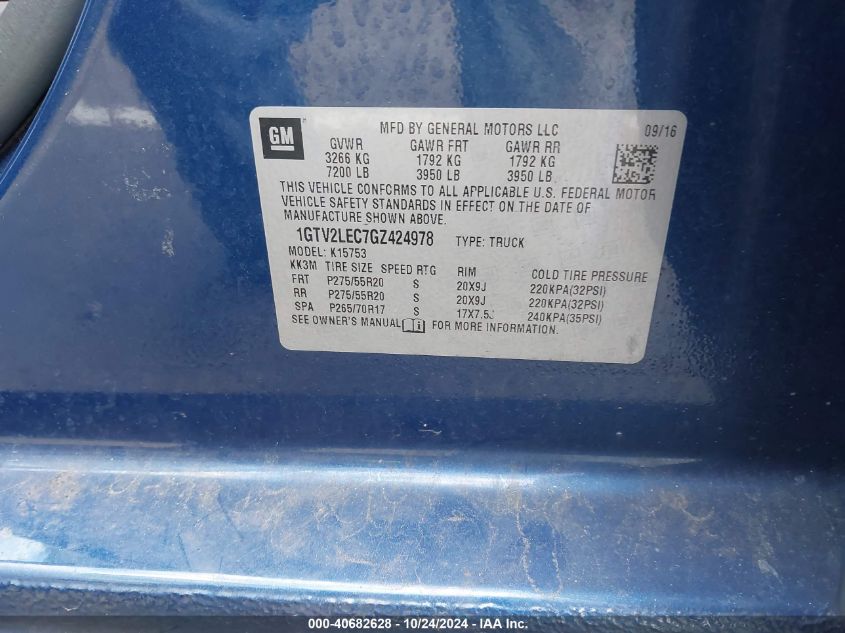 GM
MFD BY GENERAL MOTORS LLC 09/16
GVWR GAWR FRT GAWR RR
3266 KG 1792 KG 1792 KG
7200 LB 3950 LB 3950 LB
THIS VEHICLE CONFORMS TO ALL APPLICABLE U.S. FEDERAL MOTOR
VEHICLE SAFETY STANDARDS IN EFFECT ON THE DATE OF
MANUFACTURE SHOWN ABOVE.
1GTV2LEC7GZ424978 TYPE: TRUCK
MODEL: K15753
KK3M TIRE SIZE SPEED RTG RIM COLD TIRE PRESSURE
FRT P275/55R20 S 20X9J 220KPA(32PSI)
RR P275/55R20 S 20X9J 220KPA(32PSI)
SPA P265/70R17 S 17X7.5J 240KPA(35PSI)
SEE OWNER'S MANUAL FOR MORE INFORMATION.
000-40682628 - 10/24/2024 - IAA Inc.